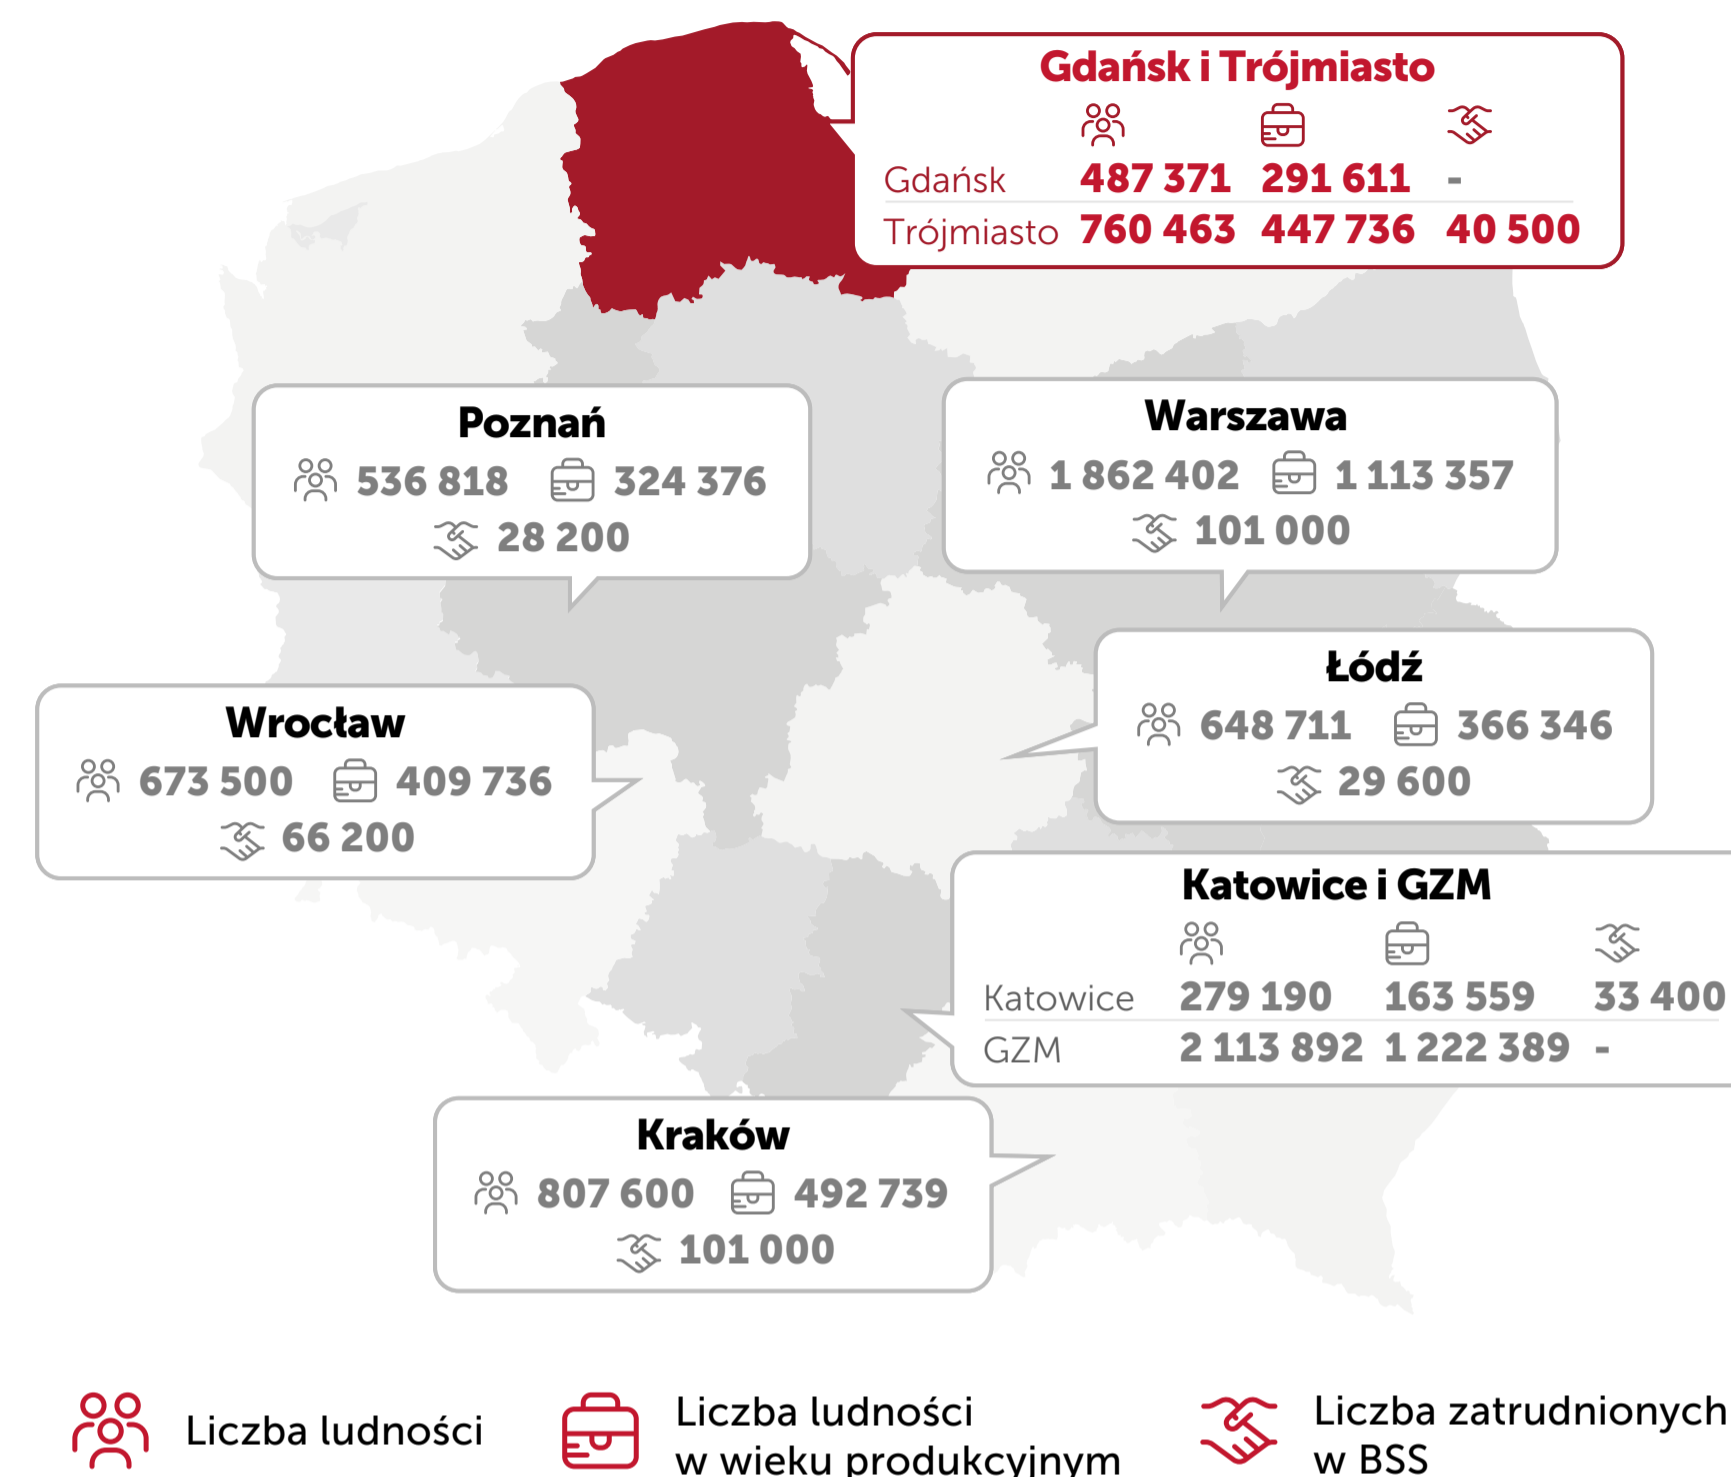 Gdańsk i Trójmiasto
Gdańsk 487 371 291 611 -
Trójmiasto 760 463 447 736 40 500
Poznań
536 818 324 376
28 200
Warszawa
1 862 402 1 113 357
101 000
Łódź
648 711 366 346
29 600
Wrocław
673 500 409 736
66 200
Katowice i GZM
Katowice 279 190 163 559 33 400
GZM 2 113 892 1 222 389 -
Kraków
807 600 492 739
101 000
Liczba ludności
Liczba ludności
w wieku produkcyjnym
Liczba zatrudnionych
w BSS